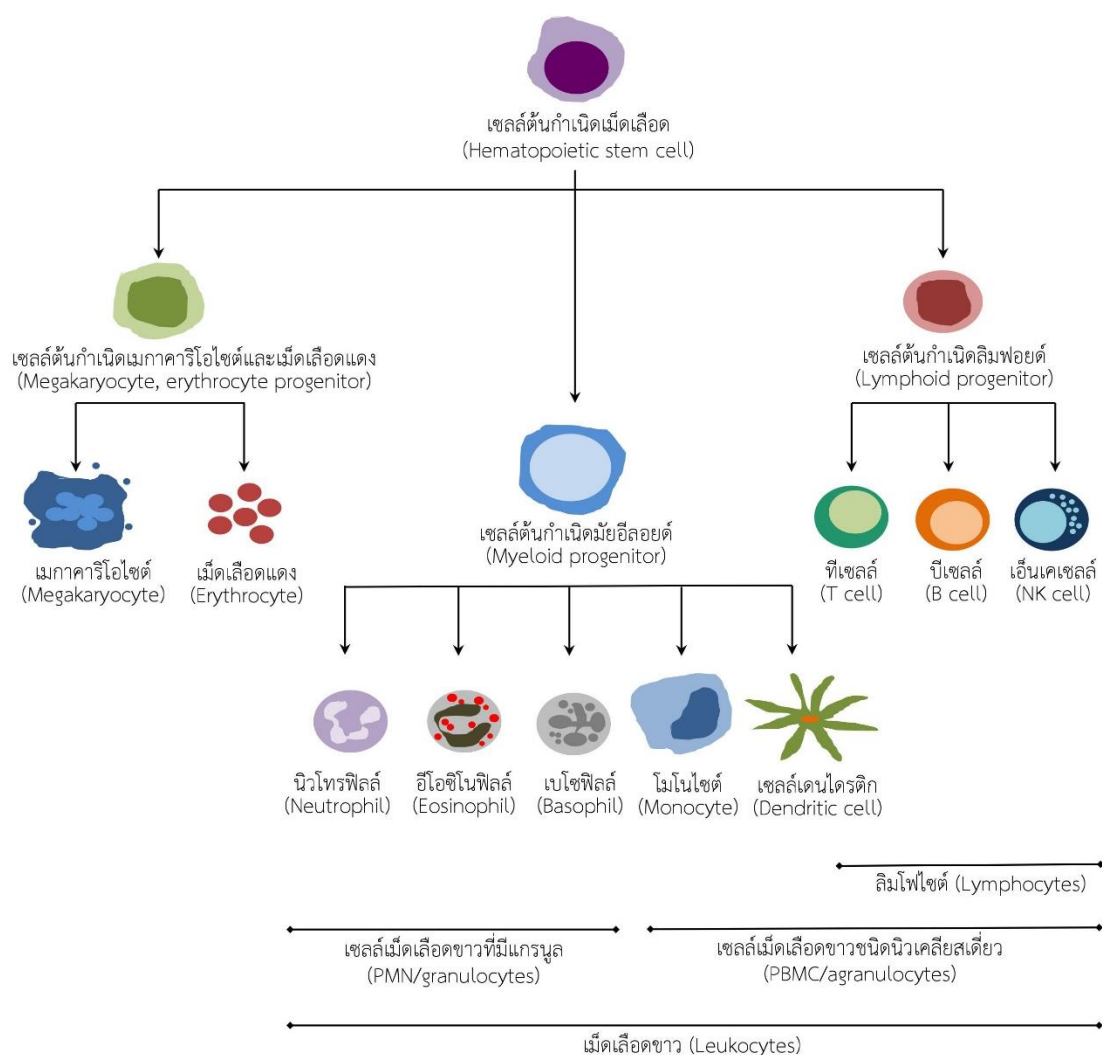 เซลล์ต้นกำเนิดเม็ดเลือด
(Hematopoietic stem cell)
เซลล์ต้นกำเนิดเมกาคาริโอไซต์และเม็ดเลือดแดง
(Megakaryocyte, erythrocyte progenitor)
เซลล์ต้นกำเนิดลิมฟอยด์
(Lymphoid progenitor)
เซลล์ต้นกำเนิดมัยอีลอยด์
(Myeloid progenitor)
เมกาคาริโอไซต์
(Megakaryocyte)
เม็ดเลือดแดง
(Erythrocyte)
ทีเซลล์
(T cell)
บีเซลล์
(B cell)
เอ็นเคเซลล์
(NK cell)
นิวโทรฟิลล์
(Neutrophil)
อีโอซิโนฟิลล์
(Eosinophil)
เบโซฟิลล์
(Basophil)
โมโนไซต์
(Monocyte)
เซลล์เดนไดรติก
(Dendritic cell)
ลิมโฟไซต์ (Lymphocytes)
เซลล์เม็ดเลือดขาวที่มีแกรนูล
(PMN/granulocytes)
เซลล์เม็ดเลือดขาวชนิดนิวเคลียสเดี่ยว
(PBMC/agranulocytes)
เม็ดเลือดขาว (Leukocytes)